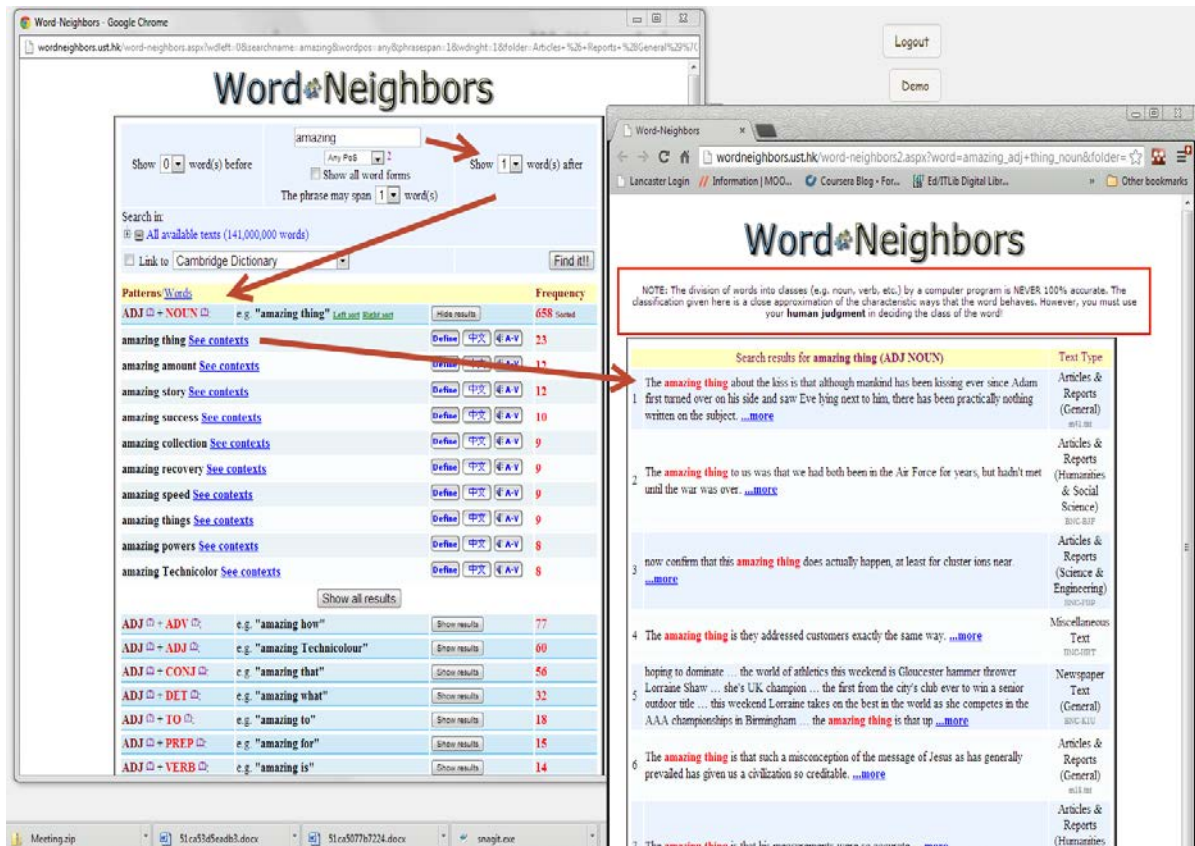 Word-Neighbors - Google Chrome
wordneighbors.ust.hk/word-neighbors.aspx?wdleft=0&searchname=amazing&wordpos=any&phrasespan=1&wdright=1&folder=Articles+%26+Reports+%28General%29%7C
Word Neighbors
amazing
Show 0 word(s) before
Any PoS ?
Show 1 word(s) after
Show all word forms
The phrase may span 1 word(s)
Search in:
All available texts (141,000,000 words)
Link to Cambridge Dictionary
Find it!!
Patterns/Words Frequency
ADJ + NOUN e.g. "amazing thing" Left sort Right sort Hide results 658 Sorted
amazing thing See contexts Define 中文 A-V 23
amazing amount See contexts Define 中文 A-V 12
amazing story See contexts Define 中文 A-V 12
amazing success See contexts Define 中文 A-V 10
amazing collection See contexts Define 中文 A-V 9
amazing recovery See contexts Define 中文 A-V 9
amazing speed See contexts Define 中文 A-V 9
amazing things See contexts Define 中文 A-V 9
amazing powers See contexts Define 中文 A-V 8
amazing Technicolor See contexts Define 中文 A-V 8
Show all results
ADJ + ADV e.g. "amazing how" Show results 77
ADJ + ADJ e.g. "amazing Technicolour" Show results 60
ADJ + CONJ e.g. "amazing that" Show results 56
ADJ + DET e.g. "amazing what" Show results 32
ADJ + TO e.g. "amazing to" Show results 18
ADJ + PREP e.g. "amazing for" Show results 15
ADJ + VERB e.g. "amazing is" Show results 14
Logout
Demo
Word-Neighbors
wordneighbors.ust.hk/word-neighbors2.aspx?word=amazing_adj+thing_noun&folder=
Lancaster Login Information | MOO... Coursera Blog • For... Ed/ITLib Digital Libr... » Other bookmarks
Word Neighbors
NOTE: The division of words into classes (e.g. noun, verb, etc.) by a computer program is NEVER 100% accurate. The
classification given here is a close approximation of the characteristic ways that the word behaves. However, you must use
your human judgment in deciding the class of the word!
Search results for amazing thing (ADJ NOUN) Text Type
1 The amazing thing about the kiss is that although mankind has been kissing ever since Adam
first turned over on his side and saw Eve lying next to him, there has been practically nothing
written on the subject. ...more
Articles &
Reports
(General)
2 The amazing thing to us was that we had both been in the Air Force for years, but hadn't met
until the war was over. ...more
Articles &
Reports
(Humanities
& Social
Science)
3 now confirm that this amazing thing does actually happen, at least for cluster ions near.
...more
Articles &
Reports
(Science &
Engineering)
4 The amazing thing is they addressed customers exactly the same way. ...more
Miscellaneous
Text
5 hoping to dominate ... the world of athletics this weekend is Gloucester hammer thrower
Lorraine Shaw ... she's UK champion ... the first from the city's club ever to win a senior
outdoor title ... this weekend Lorraine takes on the best in the world as she competes in the
AAA championships in Birmingham ... the amazing thing is that up ...more
Newspaper
Text
(General)
6 The amazing thing is that such a misconception of the message of Jesus as has generally
prevailed has given us a civilization so creditable. ...more
Articles &
Reports
(General)
Articles &
Reports
(Humanities
Meeting.zip 51ca53d5eadb3.docx 51ca5077b7224.docx snagit.exe